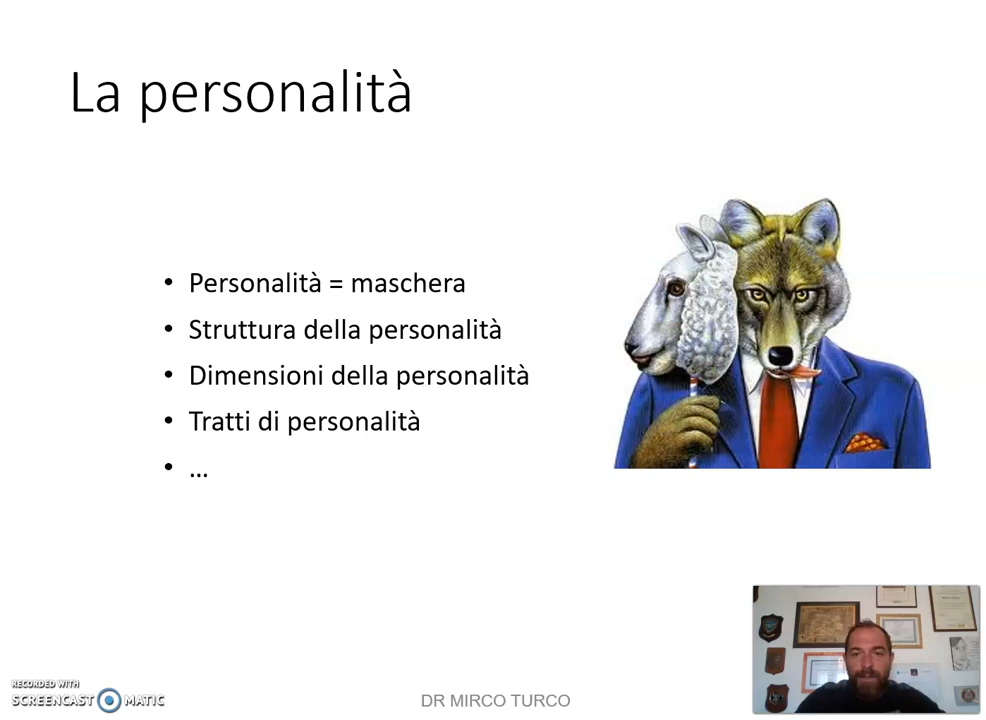 La personalità
• Personalità = maschera
• Struttura della personalità
• Dimensioni della personalità
• Tratti di personalità
• ...
RECORDED WITH
SCREENCAST MATIC
DR MIRCO TURCO